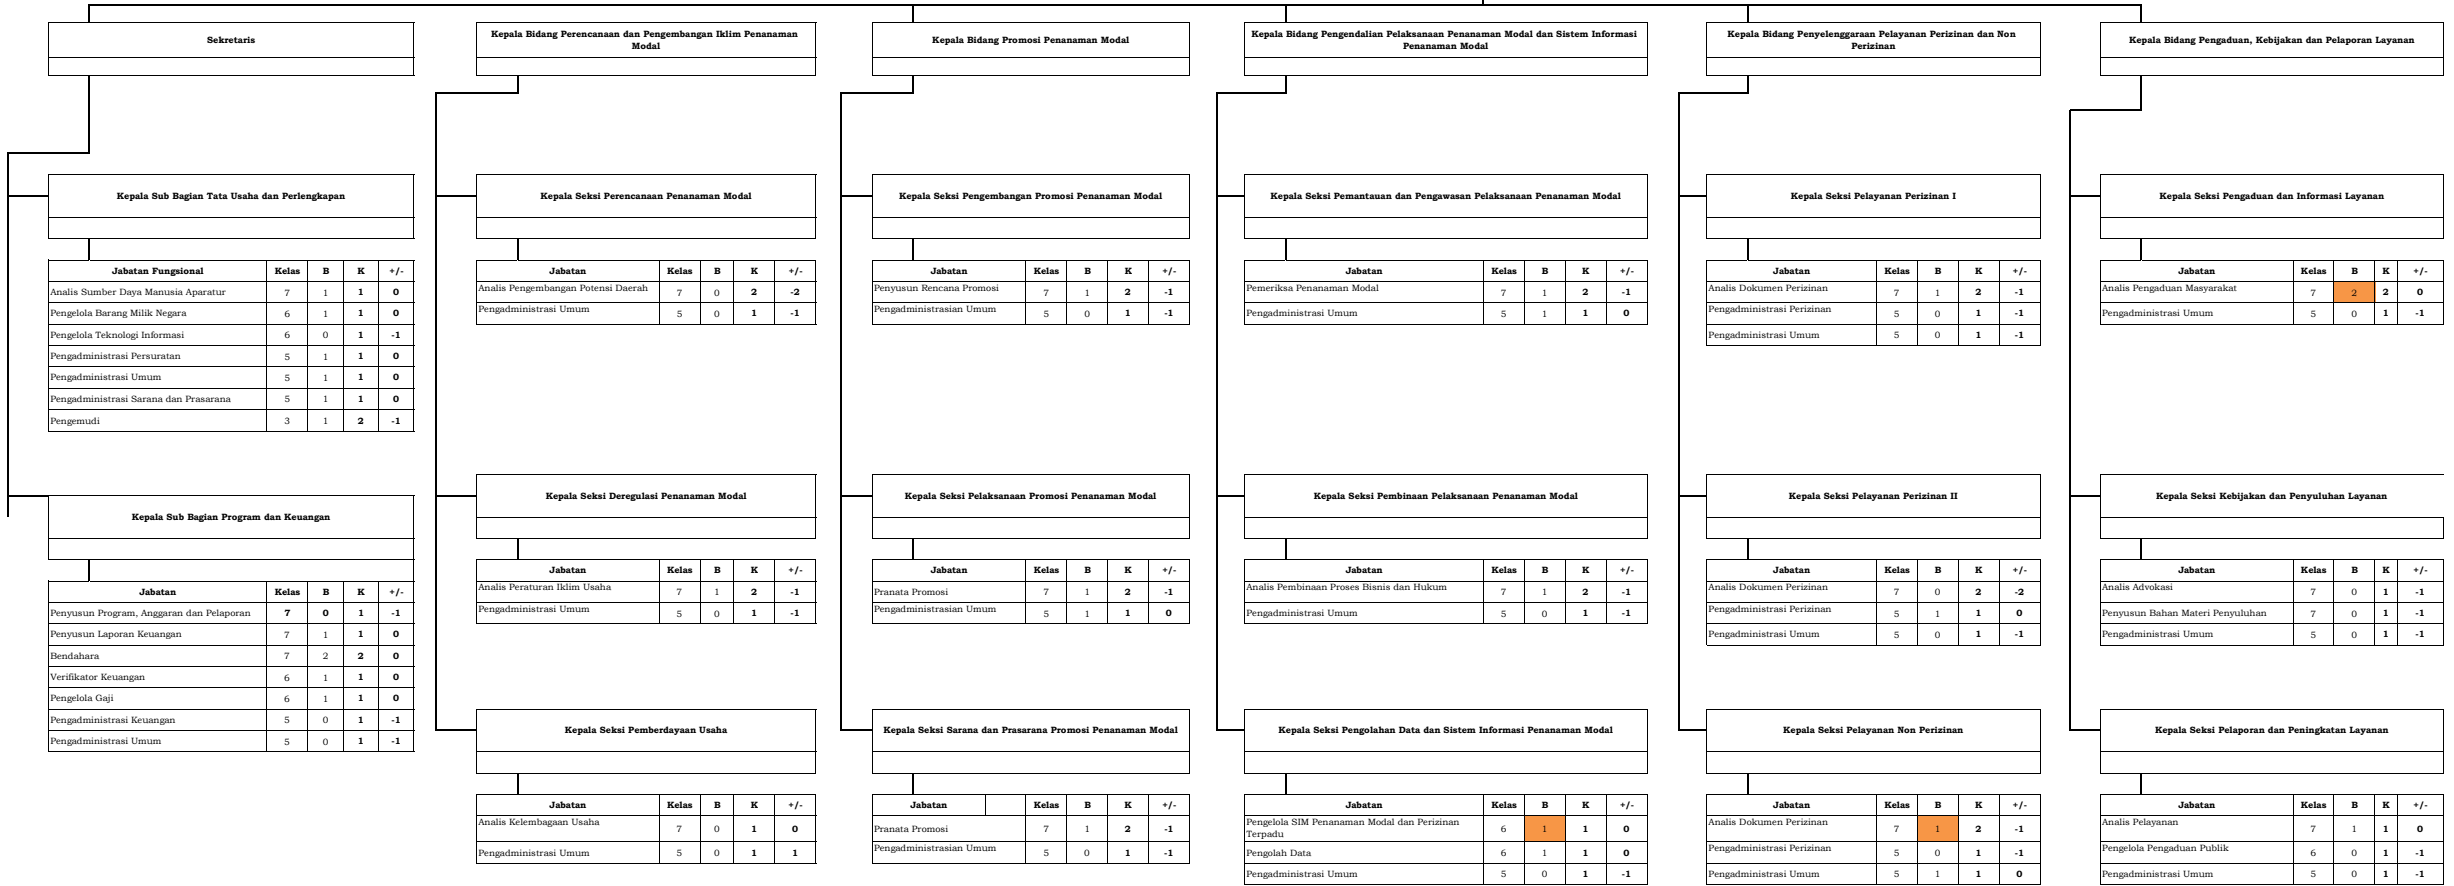 Sekretaris
Kepala Bidang Perencanaan dan Pengembangan Iklim Penanaman
Modal
Kepala Bidang Promosi Penanaman Modal
Kepala Bidang Pengendalian Pelaksanaan Penanaman Modal dan Sistem Informasi
Penanaman Modal
Kepala Bidang Penyelenggaraan Pelayanan Perizinan dan Non
Perizinan
Kepala Bidang Pengaduan, Kebijakan dan Pelaporan Layanan
Kepala Sub Bagian Tata Usaha dan Perlengkapan
Jabatan Fungsional Kelas B K +/-
Analis Sumber Daya Manusia Aparatur 7 1 1 0
Pengelola Barang Milik Negara 6 1 1 0
Pengelola Teknologi Informasi 6 0 1 -1
Pengadministrasi Persuratan 5 1 1 0
Pengadministrasi Umum 5 1 1 0
Pengadministrasi Sarana dan Prasarana 5 1 1 0
Pengemudi 3 1 2 -1
Kepala Sub Bagian Program dan Keuangan
Jabatan Kelas B K +/-
Penyusun Program, Anggaran dan Pelaporan 7 0 1 -1
Penyusun Laporan Keuangan 7 1 1 0
Bendahara 7 2 2 0
Verifikator Keuangan 6 1 1 0
Pengelola Gaji 6 1 1 0
Pengadministrasi Keuangan 5 0 1 -1
Pengadministrasi Umum 5 0 1 -1
Kepala Seksi Perencanaan Penanaman Modal
Jabatan Kelas B K +/-
Analis Pengembangan Potensi Daerah 7 0 2 -2
Pengadministrasi Umum 5 0 1 -1
Kepala Seksi Deregulasi Penanaman Modal
Jabatan Kelas B K +/-
Analis Peraturan Iklim Usaha 7 1 2 -1
Pengadministrasi Umum 5 0 1 -1
Kepala Seksi Pemberdayaan Usaha
Jabatan Kelas B K +/-
Analis Kelembagaan Usaha 7 0 1 0
Pengadministrasi Umum 5 0 1 1
Kepala Seksi Pengembangan Promosi Penanaman Modal
Jabatan Kelas B K +/-
Penyusun Rencana Promosi 7 1 2 -1
Pengadministrasian Umum 5 0 1 -1
Kepala Seksi Pelaksanaan Promosi Penanaman Modal
Jabatan Kelas B K +/-
Pranata Promosi 7 1 2 -1
Pengadministrasian Umum 5 1 1 0
Kepala Seksi Sarana dan Prasarana Promosi Penanaman Modal
Jabatan Kelas B K +/-
Pranata Promosi 7 1 2 -1
Pengadministrasian Umum 5 0 1 -1
Kepala Seksi Pemantauan dan Pengawasan Pelaksanaan Penanaman Modal
Jabatan Kelas B K +/-
Pemeriksa Penanaman Modal 7 1 2 -1
Pengadministrasi Umum 5 1 1 0
Kepala Seksi Pembinaan Pelaksanaan Penanaman Modal
Jabatan Kelas B K +/-
Analis Pembinaan Proses Bisnis dan Hukum 7 1 2 -1
Pengadministrasi Umum 5 0 1 -1
Kepala Seksi Pengolahan Data dan Sistem Informasi Penanaman Modal
Jabatan Kelas B K +/-
Pengelola SIM Penanaman Modal dan Perizinan
Terpadu 6 1 1 0
Pengolah Data 6 1 1 0
Pengadministrasi Umum 5 0 1 -1
Kepala Seksi Pelayanan Perizinan I
Jabatan Kelas B K +/-
Analis Dokumen Perizinan 7 1 2 -1
Pengadministrasi Perizinan 5 0 1 -1
Pengadministrasi Umum 5 0 1 -1
Kepala Seksi Pelayanan Perizinan II
Jabatan Kelas B K +/-
Analis Dokumen Perizinan 7 0 2 -2
Pengadministrasi Perizinan 5 1 1 0
Pengadministrasi Umum 5 0 1 -1
Kepala Seksi Pelayanan Non Perizinan
Jabatan Kelas B K +/-
Analis Dokumen Perizinan 7 1 2 -1
Pengadministrasi Perizinan 5 0 1 -1
Pengadministrasi Umum 5 1 1 0
Kepala Seksi Pengaduan dan Informasi Layanan
Jabatan Kelas B K +/-
Analis Pengaduan Masyarakat 7 2 2 0
Pengadministrasi Umum 5 0 1 -1
Kepala Seksi Kebijakan dan Penyuluhan Layanan
Jabatan Kelas B K +/-
Analis Advokasi 7 0 1 -1
Penyusun Bahan Materi Penyuluhan 7 0 1 -1
Pengadministrasi Umum 5 0 1 -1
Kepala Seksi Pelaporan dan Peningkatan Layanan
Jabatan Kelas B K +/-
Analis Pelayanan 7 1 1 0
Pengelola Pengaduan Publik 6 0 1 -1
Pengadministrasi Umum 5 0 1 -1